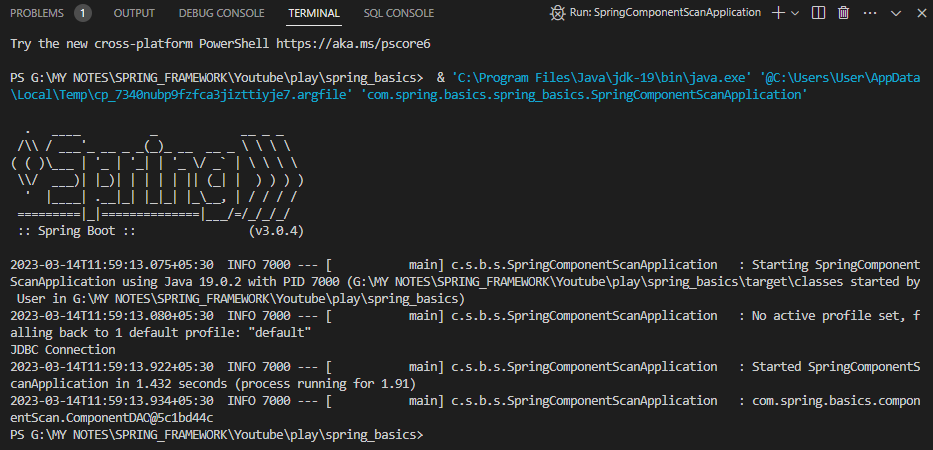 PROBLEMS 1 OUTPUT DEBUG CONSOLE TERMINAL SQL CONSOLE Run: SpringComponentScanApplication
Try the new cross-platform PowerShell https://aka.ms/pscore6
PS G:\MY NOTES\SPRING_FRAMEWORK\Youtube\play\spring_basics>  & 'C:\Program Files\Java\jdk-19\bin\java.exe' '@C:\Users\User\AppData
\Local\Temp\cp_7340nubp9fzfca3jizttiyje7.argfile' 'com.spring.basics.spring_basics.SpringComponentScanApplication'
  .   ____          _            __ _ _
 /\\ / ___'_ __ _ _(_)_ __  __ _ \ \ \ \
( ( )\___ | '_ | '_| | '_ \/ _` | \ \ \ \
 \\/  ___)| |_)| | | | | || (_| |  ) ) ) )
  '  |____| .__|_| |_|_| |_\__, | / / / /
 =========|_|==============|___/=/_/_/_/
 :: Spring Boot ::                (v3.0.4)
2023-03-14T11:59:13.075+05:30  INFO 7000 --- [           main] c.s.b.s.SpringComponentScanApplication   : Starting SpringComponent
ScanApplication using Java 19.0.2 with PID 7000 (G:\MY NOTES\SPRING_FRAMEWORK\Youtube\play\spring_basics\target\classes started by
 User in G:\MY NOTES\SPRING_FRAMEWORK\Youtube\play\spring_basics)
2023-03-14T11:59:13.080+05:30  INFO 7000 --- [           main] c.s.b.s.SpringComponentScanApplication   : No active profile set, f
alling back to 1 default profile: "default"
JDBC Connection
2023-03-14T11:59:13.922+05:30  INFO 7000 --- [           main] c.s.b.s.SpringComponentScanApplication   : Started SpringComponentS
canApplication in 1.432 seconds (process running for 1.91)
2023-03-14T11:59:13.934+05:30  INFO 7000 --- [           main] c.s.b.s.SpringComponentScanApplication   : com.spring.basics.compon
entScan.ComponentDAO@5c1bd44c
PS G:\MY NOTES\SPRING_FRAMEWORK\Youtube\play\spring_basics>